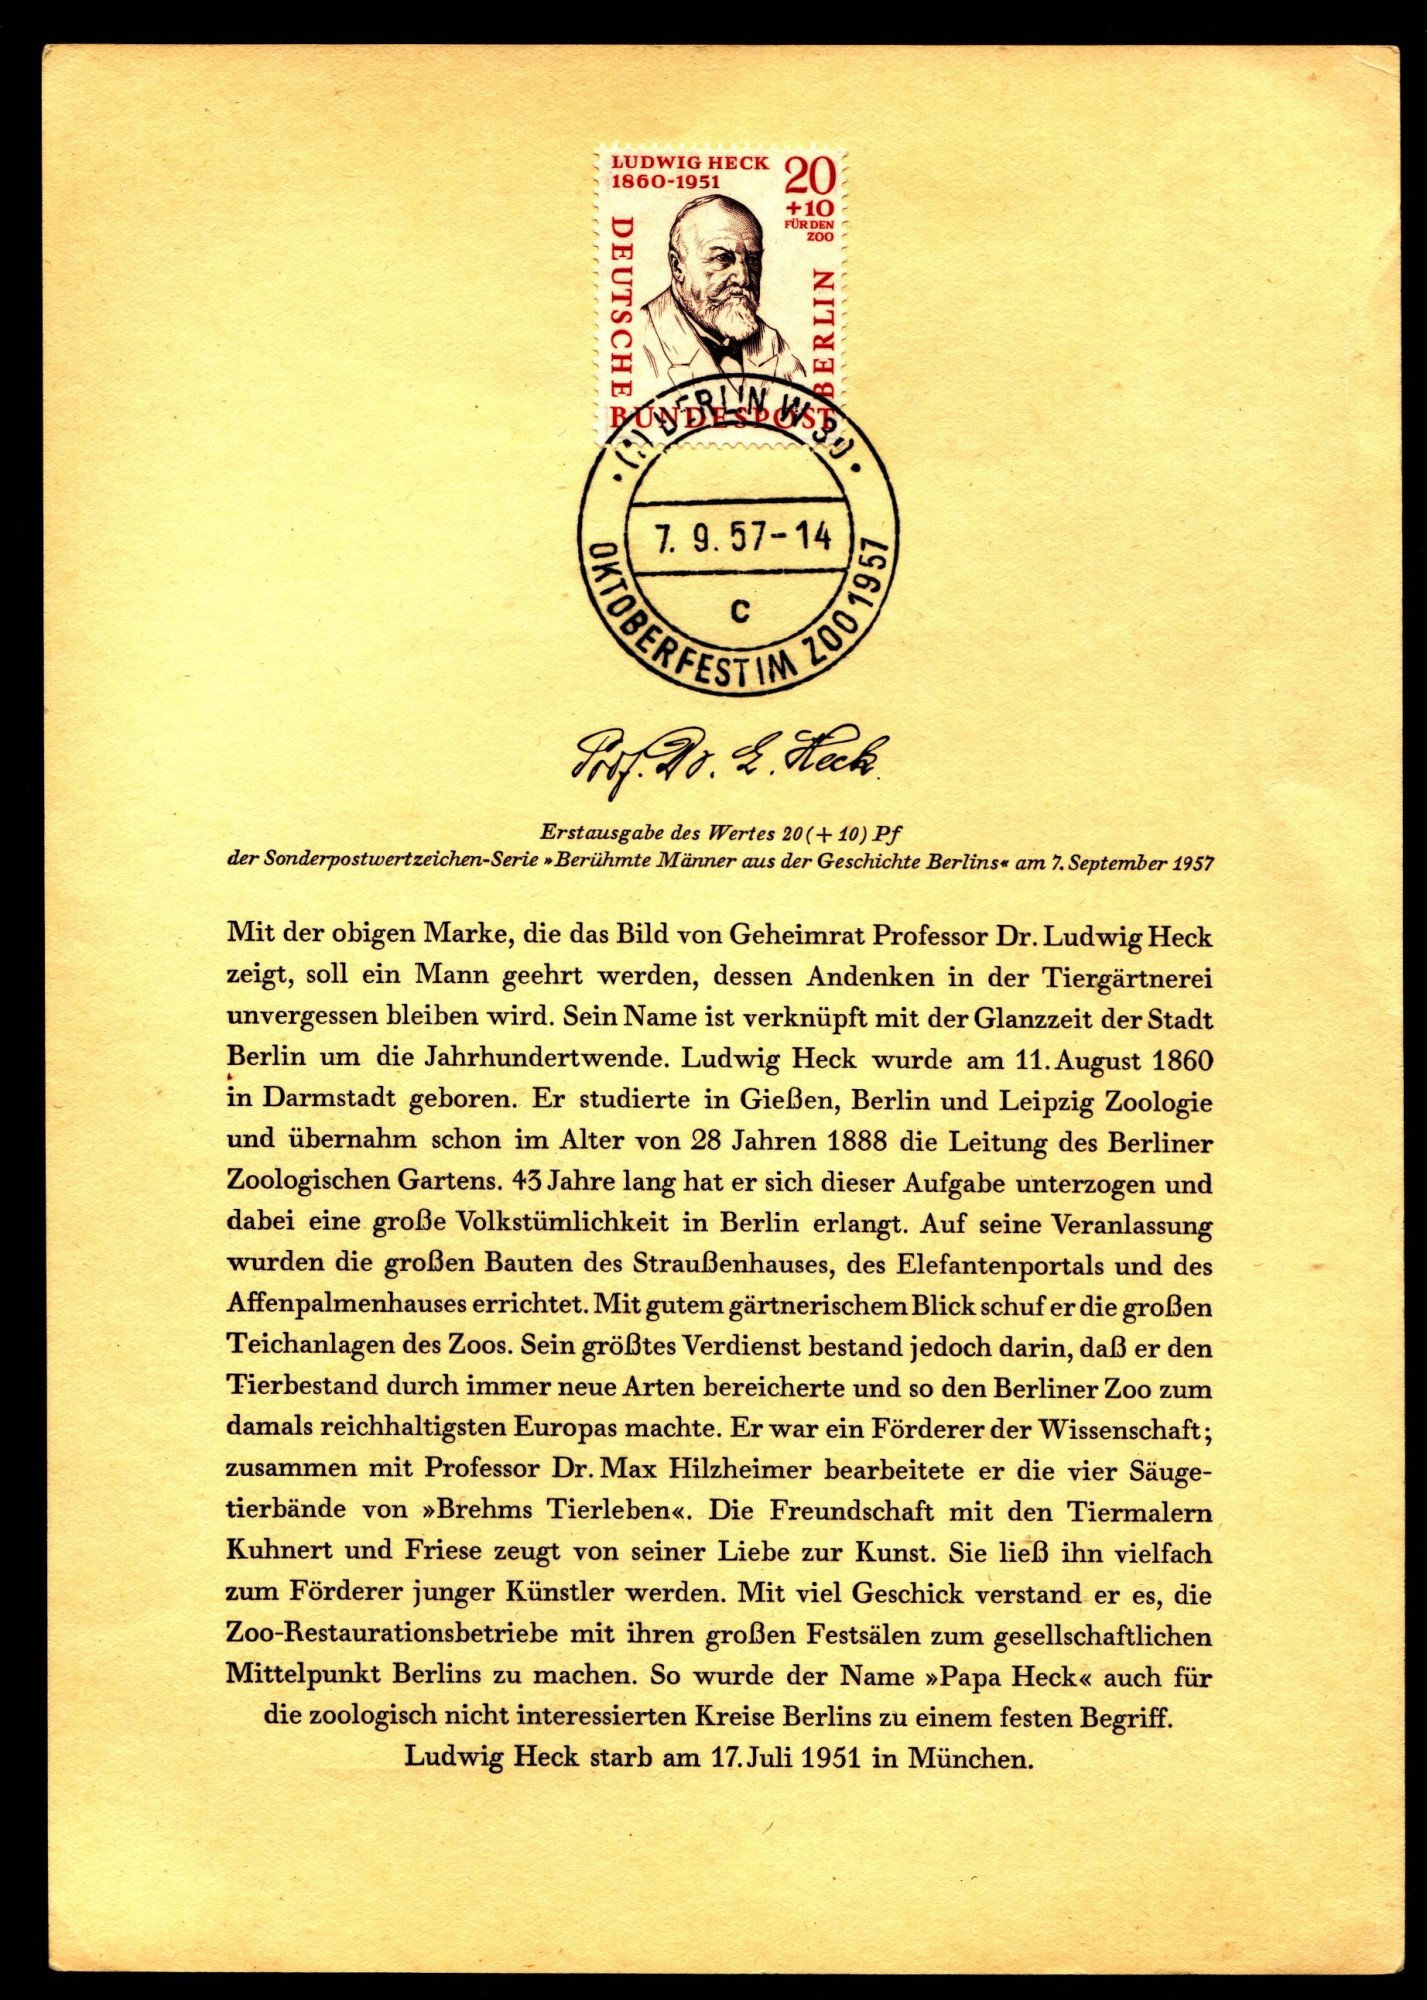 LUDWIG HECK
1860-1951
20
+10
FÜR DEN
ZOO
DEUTSCHE
BUNDESPOST
BERLIN
(1) BERLIN W 30
7. 9. 57-14
c
OKTOBERFEST IM ZOO 1957
Prof. Dr. L. Heck.
Erstausgabe des Wertes 20 (+ 10) Pf
der Sonderpostwertzeichen-Serie »Berühmte Männer aus der Geschichte Berlins« am 7. September 1957
Mit der obigen Marke, die das Bild von Geheimrat Professor Dr. Ludwig Heck
zeigt, soll ein Mann geehrt werden, dessen Andenken in der Tiergärtnerei
unvergessen bleiben wird. Sein Name ist verknüpft mit der Glanzzeit der Stadt
Berlin um die Jahrhundertwende. Ludwig Heck wurde am 11. August 1860
in Darmstadt geboren. Er studierte in Gießen, Berlin und Leipzig Zoologie
und übernahm schon im Alter von 28 Jahren 1888 die Leitung des Berliner
Zoologischen Gartens. 43 Jahre lang hat er sich dieser Aufgabe unterzogen und
dabei eine große Volkstümlichkeit in Berlin erlangt. Auf seine Veranlassung
wurden die großen Bauten des Straußenhauses, des Elefantenportals und des
Affenpalmenhauses errichtet. Mit gutem gärtnerischem Blick schuf er die großen
Teichanlagen des Zoos. Sein größtes Verdienst bestand jedoch darin, daß er den
Tierbestand durch immer neue Arten bereicherte und so den Berliner Zoo zum
damals reichhaltigsten Europas machte. Er war ein Förderer der Wissenschaft;
zusammen mit Professor Dr. Max Hilzheimer bearbeitete er die vier Säuge-
tierbände von »Brehms Tierleben«. Die Freundschaft mit den Tiermalern
Kuhnert und Friese zeugt von seiner Liebe zur Kunst. Sie ließ ihn vielfach
zum Förderer junger Künstler werden. Mit viel Geschick verstand er es, die
Zoo-Restaurationsbetriebe mit ihren großen Festsälen zum gesellschaftlichen
Mittelpunkt Berlins zu machen. So wurde der Name »Papa Heck« auch für
die zoologisch nicht interessierten Kreise Berlins zu einem festen Begriff.
Ludwig Heck starb am 17. Juli 1951 in München.